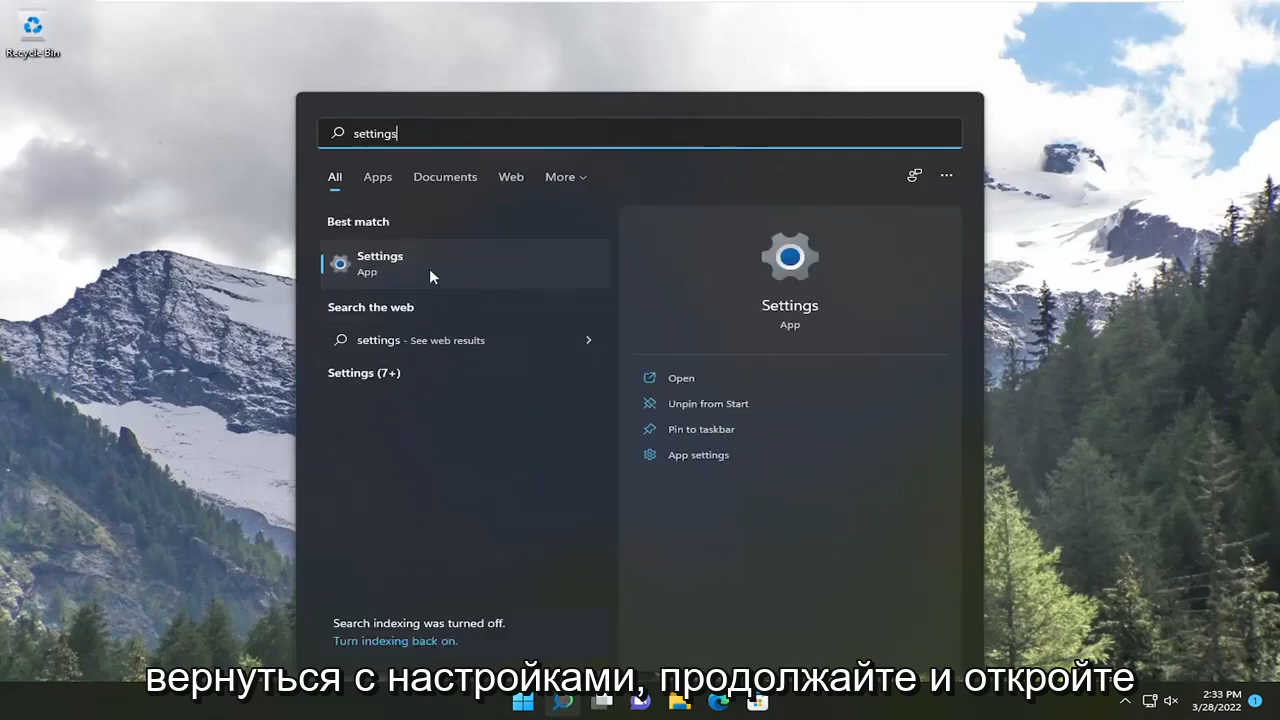 Recycle Bin
settings
All Apps Documents Web More
Best match
Settings
App
Search the web
settings - See web results
Settings (7+)
Settings
App
Open
Unpin from Start
Pin to taskbar
App settings
Search indexing was turned off.
Turn indexing back on.
вернуться с настройками, продолжайте и откройте
2:33 PM
3/28/2022
1